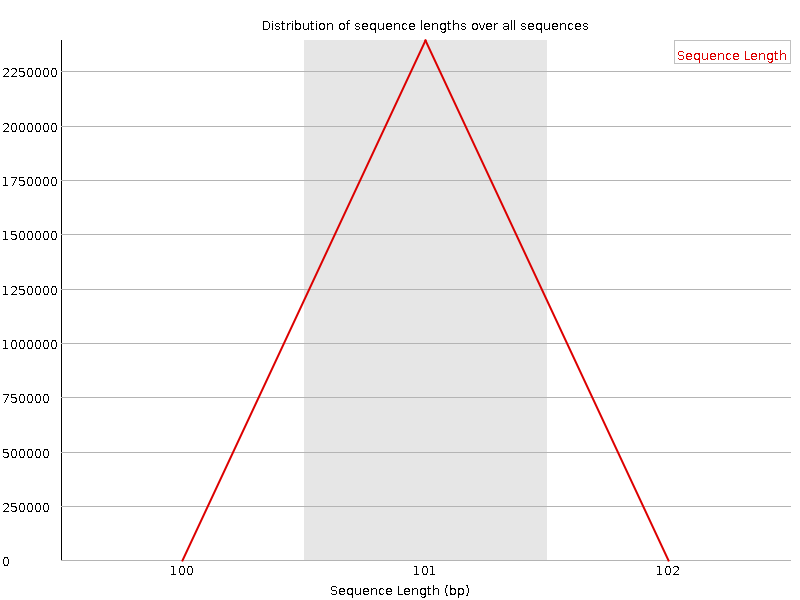 Distribution of sequence lengths over all sequences
Sequence Length
2250000
2000000
1750000
1500000
1250000
1000000
750000
500000
250000
0
100 101 102
Sequence Length (bp)